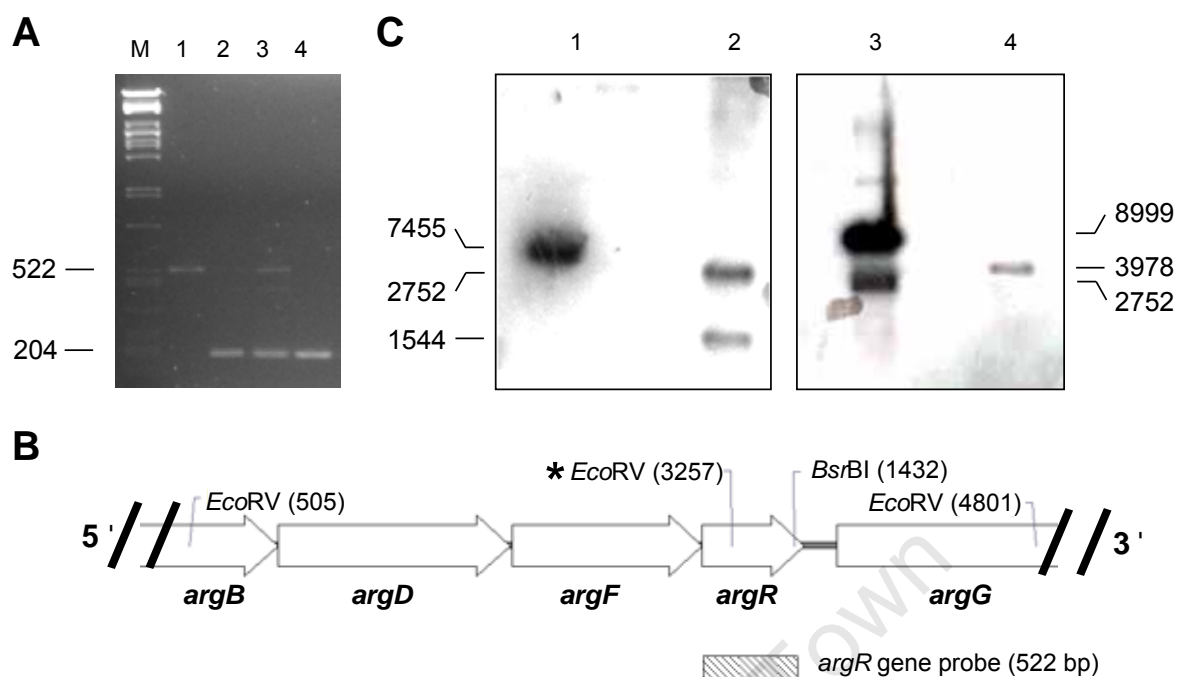 A
M 1 2 3 4
522
204
C
1 2 3 4
7455
2752
1544
8999
3978
2752
B
* EcoRV (3257)
BsrBI (1432)
EcoRV (505)
EcoRV (4801)
5 '
3 '
argB argD argF argR argG
argR gene probe (522 bp)
Town